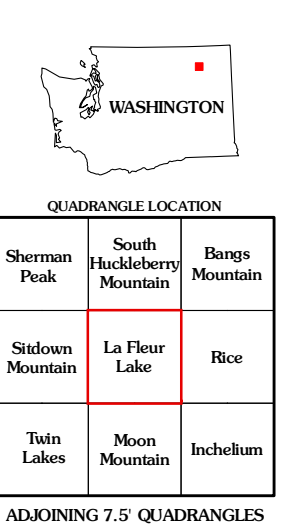 WASHINGTON
QUADRANGLE LOCATION
Sherman
Peak
South
Huckleberry
Mountain
Bangs
Mountain
Sitdown
Mountain
La Fleur
Lake
Rice
Twin
Lakes
Moon
Mountain
Inchelium
ADJOINING 7.5' QUADRANGLES